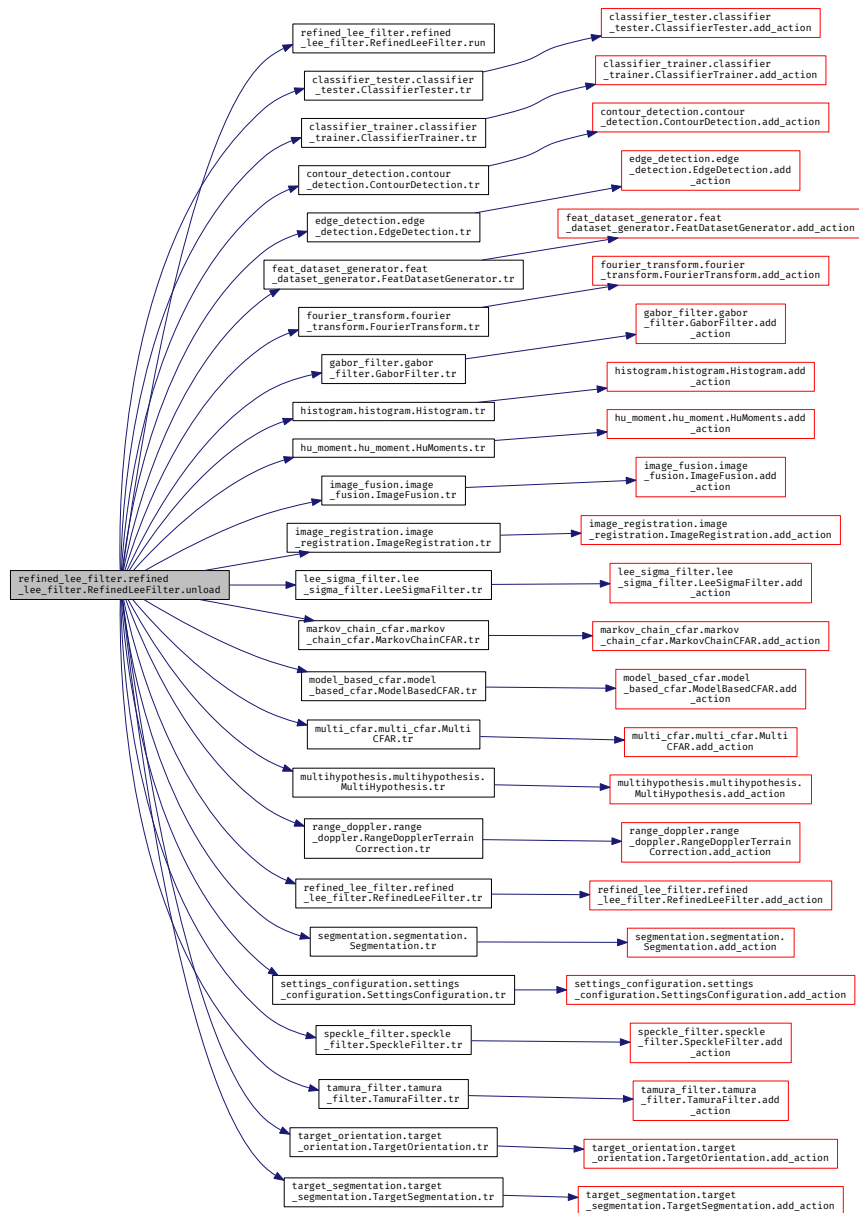 refined_lee_filter.refined
_lee_filter.RefinedLeeFilter.unload
refined_lee_filter.refined
_lee_filter.RefinedLeeFilter.run
classifier_tester.classifier
_tester.ClassifierTester.tr
classifier_tester.classifier
_tester.ClassifierTester.add_action
classifier_trainer.classifier
_trainer.ClassifierTrainer.tr
classifier_trainer.classifier
_trainer.ClassifierTrainer.add_action
contour_detection.contour
_detection.ContourDetection.tr
contour_detection.contour
_detection.ContourDetection.add_action
edge_detection.edge
_detection.EdgeDetection.tr
edge_detection.edge
_detection.EdgeDetection.add
_action
feat_dataset_generator.feat
_dataset_generator.FeatDatasetGenerator.tr
feat_dataset_generator.feat
_dataset_generator.FeatDatasetGenerator.add_action
fourier_transform.fourier
_transform.FourierTransform.tr
fourier_transform.fourier
_transform.FourierTransform.add_action
gabor_filter.gabor
_filter.GaborFilter.tr
gabor_filter.gabor
_filter.GaborFilter.add
_action
histogram.histogram.Histogram.tr
histogram.histogram.Histogram.add
_action
hu_moment.hu_moment.HuMoments.tr
hu_moment.hu_moment.HuMoments.add
_action
image_fusion.image
_fusion.ImageFusion.tr
image_fusion.image
_fusion.ImageFusion.add
_action
image_registration.image
_registration.ImageRegistration.tr
image_registration.image
_registration.ImageRegistration.add_action
lee_sigma_filter.lee
_sigma_filter.LeeSigmaFilter.tr
lee_sigma_filter.lee
_sigma_filter.LeeSigmaFilter.add
_action
markov_chain_cfar.markov
_chain_cfar.MarkovChainCFAR.tr
markov_chain_cfar.markov
_chain_cfar.MarkovChainCFAR.add_action
model_based_cfar.model
_based_cfar.ModelBasedCFAR.tr
model_based_cfar.model
_based_cfar.ModelBasedCFAR.add
_action
multi_cfar.multi_cfar.Multi
CFAR.tr
multi_cfar.multi_cfar.Multi
CFAR.add_action
multihypothesis.multihypothesis.
MultiHypothesis.tr
multihypothesis.multihypothesis.
MultiHypothesis.add_action
range_doppler.range
_doppler.RangeDopplerTerrain
Correction.tr
range_doppler.range
_doppler.RangeDopplerTerrain
Correction.add_action
refined_lee_filter.refined
_lee_filter.RefinedLeeFilter.tr
refined_lee_filter.refined
_lee_filter.RefinedLeeFilter.add_action
segmentation.segmentation.
Segmentation.tr
segmentation.segmentation.
Segmentation.add_action
settings_configuration.settings
_configuration.SettingsConfiguration.tr
settings_configuration.settings
_configuration.SettingsConfiguration.add_action
speckle_filter.speckle
_filter.SpeckleFilter.tr
speckle_filter.speckle
_filter.SpeckleFilter.add
_action
tamura_filter.tamura
_filter.TamuraFilter.tr
tamura_filter.tamura
_filter.TamuraFilter.add
_action
target_orientation.target
_orientation.TargetOrientation.tr
target_orientation.target
_orientation.TargetOrientation.add_action
target_segmentation.target
_segmentation.TargetSegmentation.tr
target_segmentation.target
_segmentation.TargetSegmentation.add_action